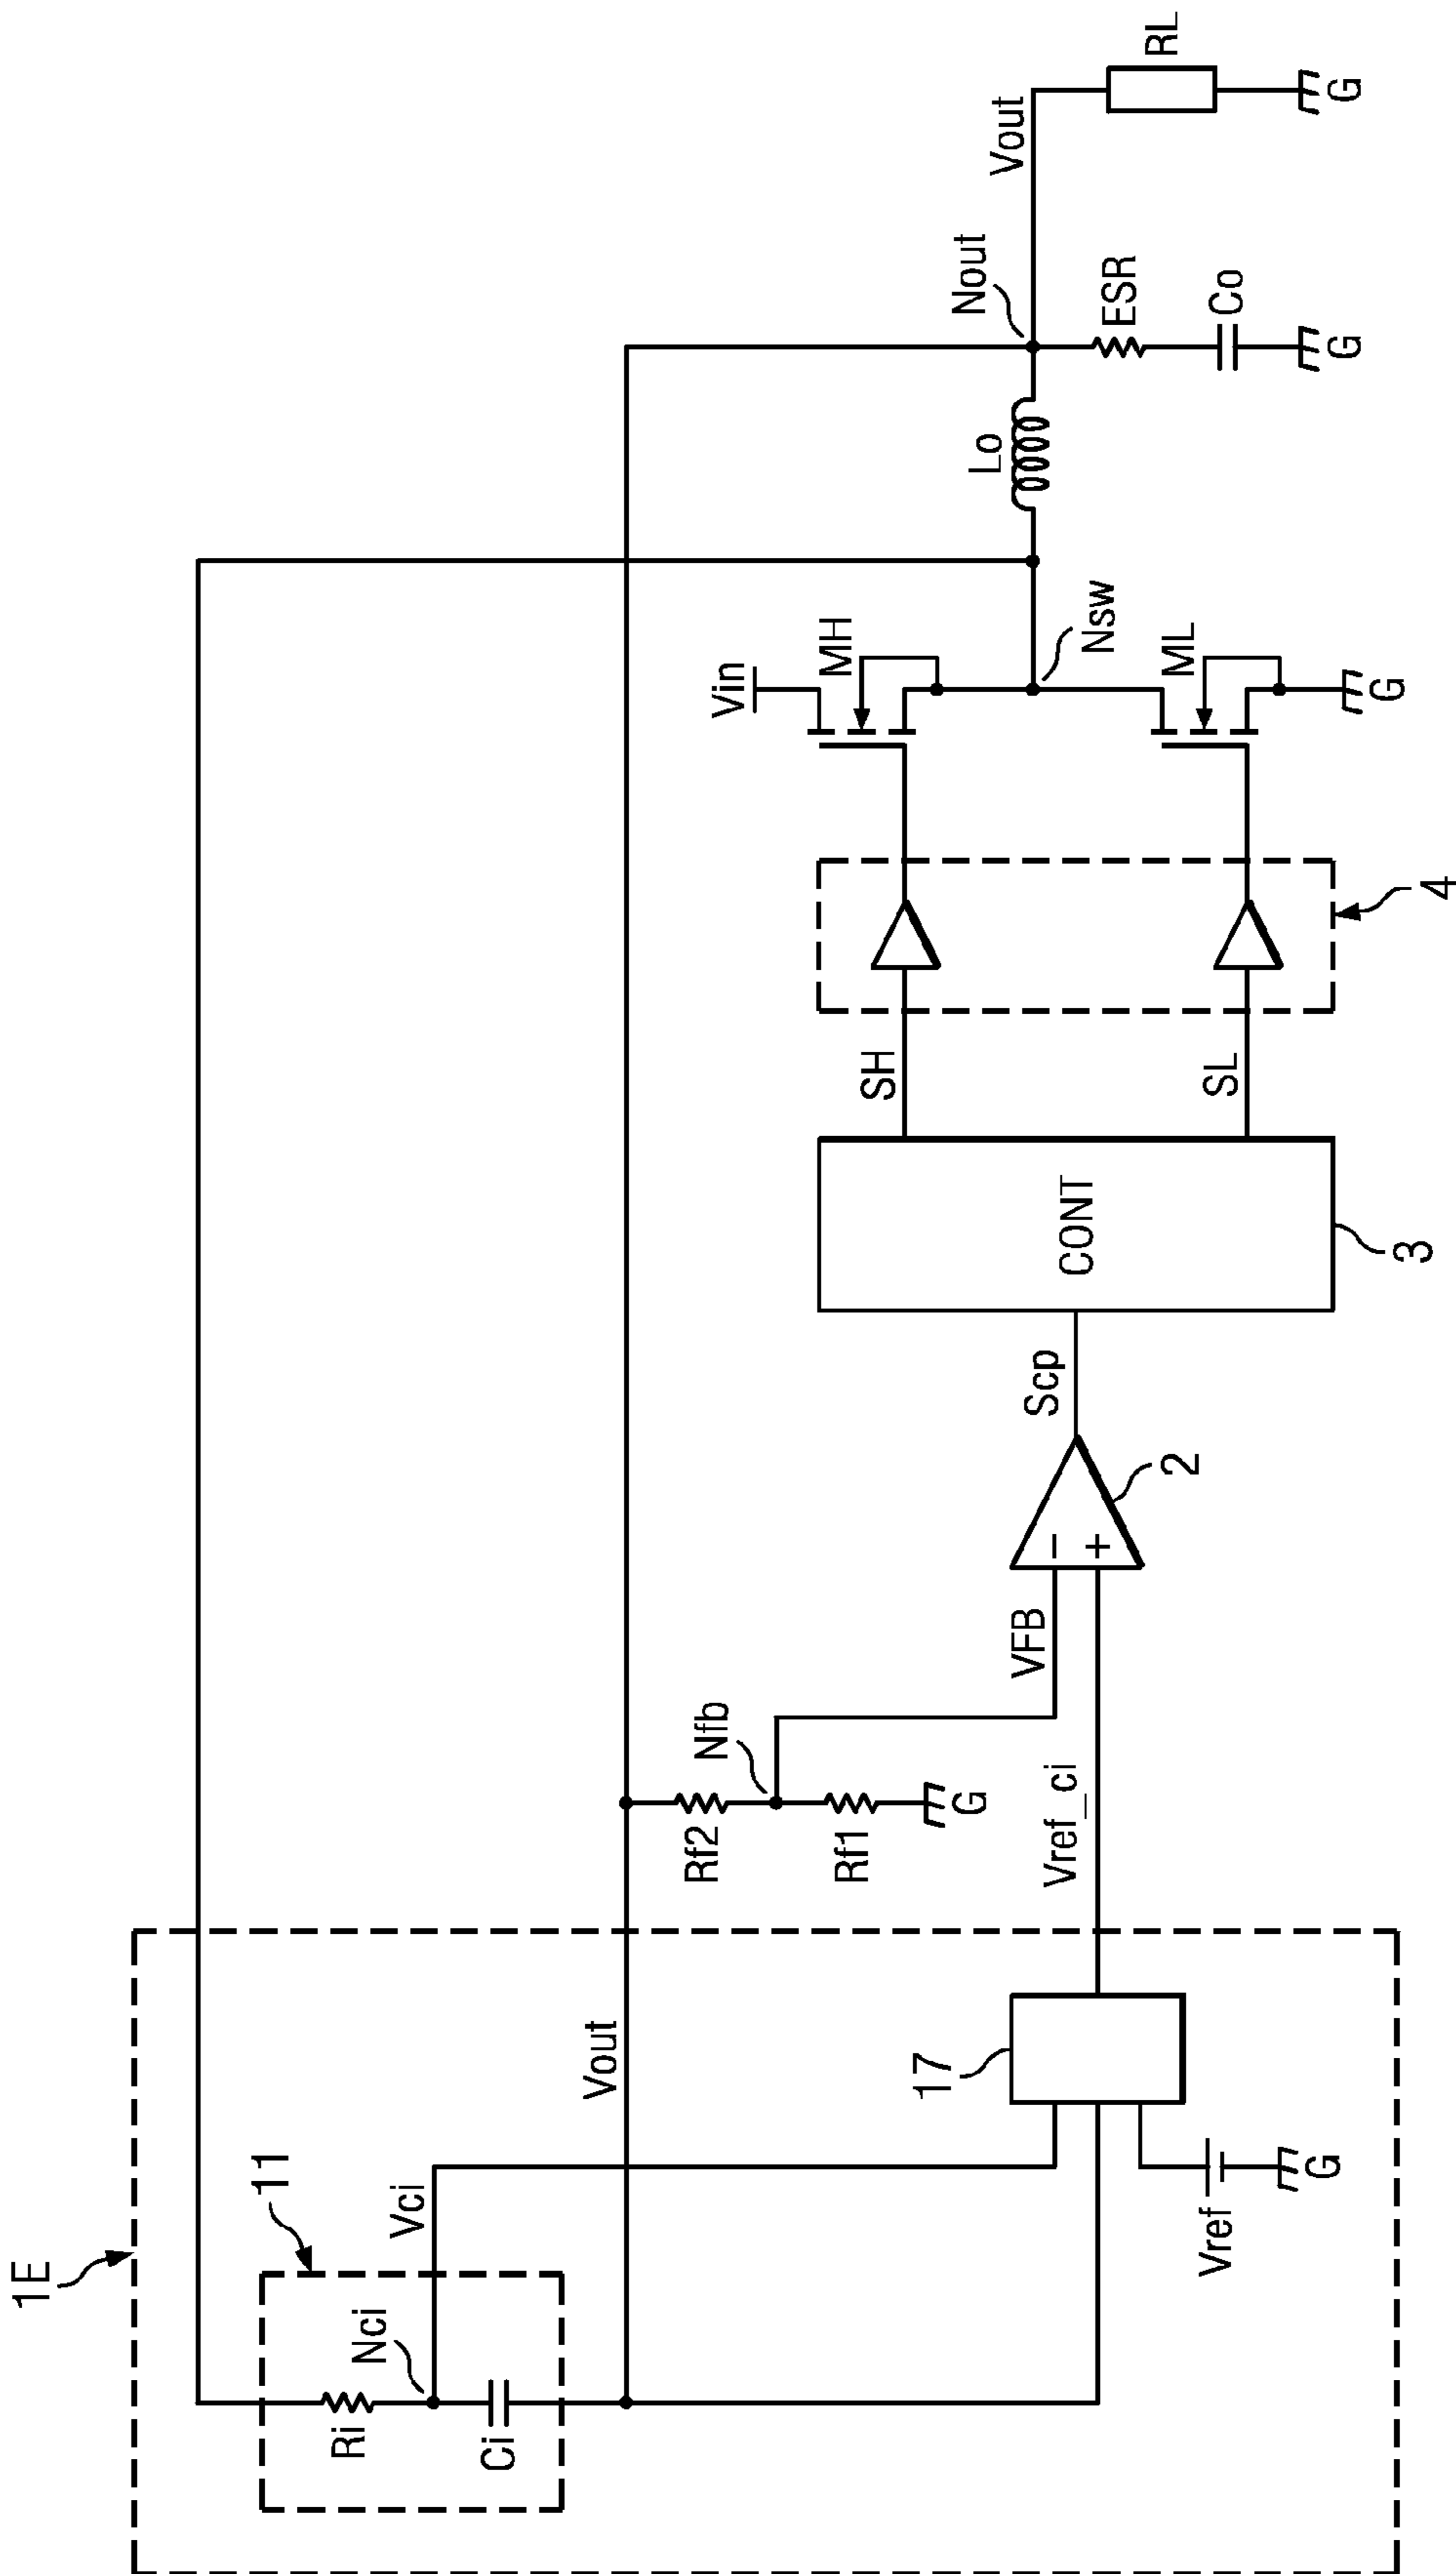 1E
11
Ri
Nci
Ci
Vci
Vout
17
Vref
G
Vref_ci
Rf2
Rf1
Nfb
G
VFB
-
+
2
Scp
CONT
3
SH
SL
4
Vin
MH
Nsw
ML
G
Lo
Nout
ESR
Co
G
Vout
RL
G